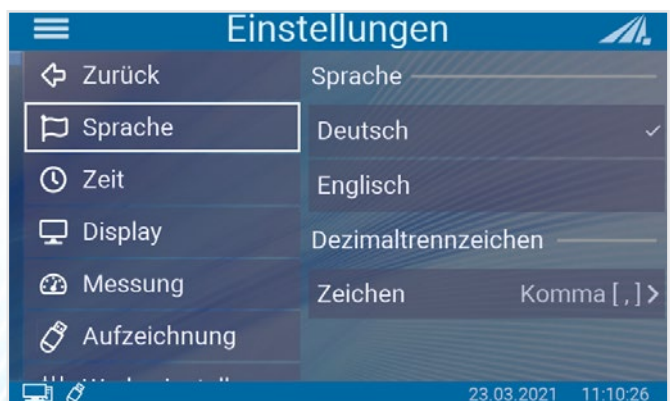 Einstellungen
Zurück
Sprache
Zeit
Display
Messung
Aufzeichnung
Sprache
Deutsch
Englisch
Dezimaltrennzeichen
Zeichen Komma [ , ]
23.03.2021 11:10:26